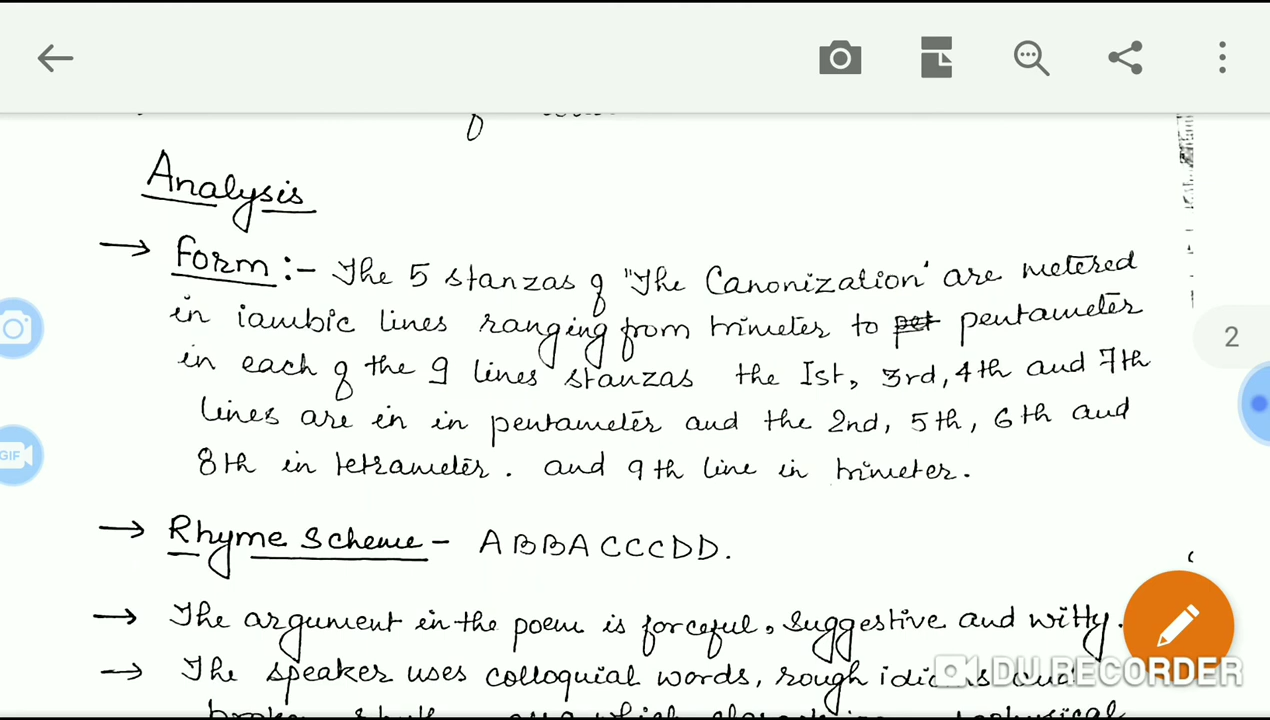 Analysis
→ Form :- The 5 stanzas of "The Canonization' are metered
in iambic lines ranging from trimeter to pentameter
in each of the 9 lines stanzas the Ist, 3rd, 4th and 7th
lines are in in pentameter and the 2nd, 5th, 6th and
8th in tetrameter. and 9th line in trimeter.
2
→ Rhyme Scheme - ABBACCCDD.
→ The argument in the poem is forceful, suggestive and witty.
→ The speaker uses colloquial words, rough idioms and
GIF
DU RECORDER